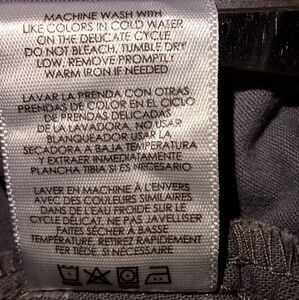 MACHINE WASH WITH
LIKE COLORS IN COLD WATER
ON THE DELICATE CYCLE
DO NOT BLEACH, TUMBLE DRY
LOW, REMOVE PROMPTLY
WARM IRON IF NEEDED
LAVAR LA PRENDA CON OTRAS
PRENDAS DE COLOR EN EL CICLO
DE PRENDAS DELICADAS
DE LA LAVADORA. NO USAR
BLANQUEADOR USAR LA
SECADORA A BAJA TEMPERATURA
Y EXTRAER INMEDIATAMENTE
PLANCHA TIBIA SI ES NECESARIO
LAVER EN MACHINE À L'ENVERS
AVEC DES COULEURS SIMILAIRES
DANS DE L'EAU FROIDE SUR LE
CYCLE DÉLICAT. NE PAS JAVELLISER
FAITES SÉCHER À BASSE
TEMPÉRATURE. RETIREZ RAPIDEMENT
FER TIÈDE, SI NÉCESSAIRE